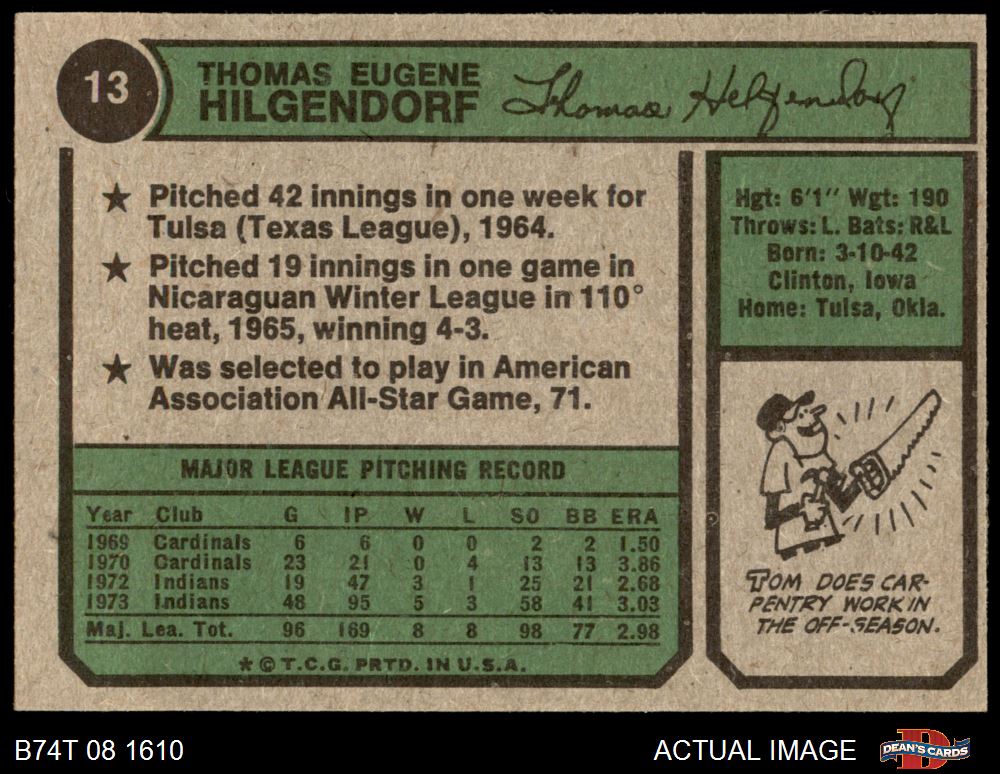 13
THOMAS EUGENE
HILGENDORF
Thomas Hilgendorf
★ Pitched 42 innings in one week for
Tulsa (Texas League), 1964.
★ Pitched 19 innings in one game in
Nicaraguan Winter League in 110°
heat, 1965, winning 4-3.
★ Was selected to play in American
Association All-Star Game, 71.
Hgt: 6'1" Wgt: 190
Throws: L. Bats: R&L
Born: 3-10-42
Clinton, Iowa
Home: Tulsa, Okla.
MAJOR LEAGUE PITCHING RECORD
Year Club G IP W L SO BB ERA
1969 Cardinals 6 6 0 0 2 2 1.50
1970 Cardinals 23 21 0 4 13 13 3.86
1972 Indians 19 47 3 1 25 21 2.68
1973 Indians 48 95 5 3 58 41 3.03
Maj. Lea. Tot. 96 169 8 8 98 77 2.98
★ © T.C.G. PRTD. IN U.S.A.
TOM DOES CAR-
PENTRY WORK IN
THE OFF-SEASON.
B74T 08 1610
ACTUAL IMAGE
DEAN'S CARDS